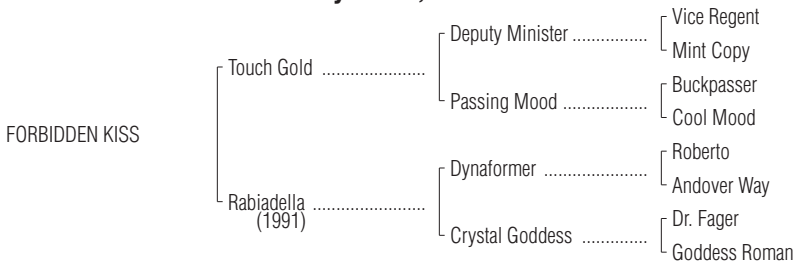 Vice Regent
Deputy Minister ................
Mint Copy
Touch Gold ......................
Buckpasser
Passing Mood ..................
Cool Mood
FORBIDDEN KISS
Roberto
Dynaformer ......................
Andover Way
Rabiadella ........................
(1991)
Dr. Fager
Crystal Goddess ..............
Goddess Roman